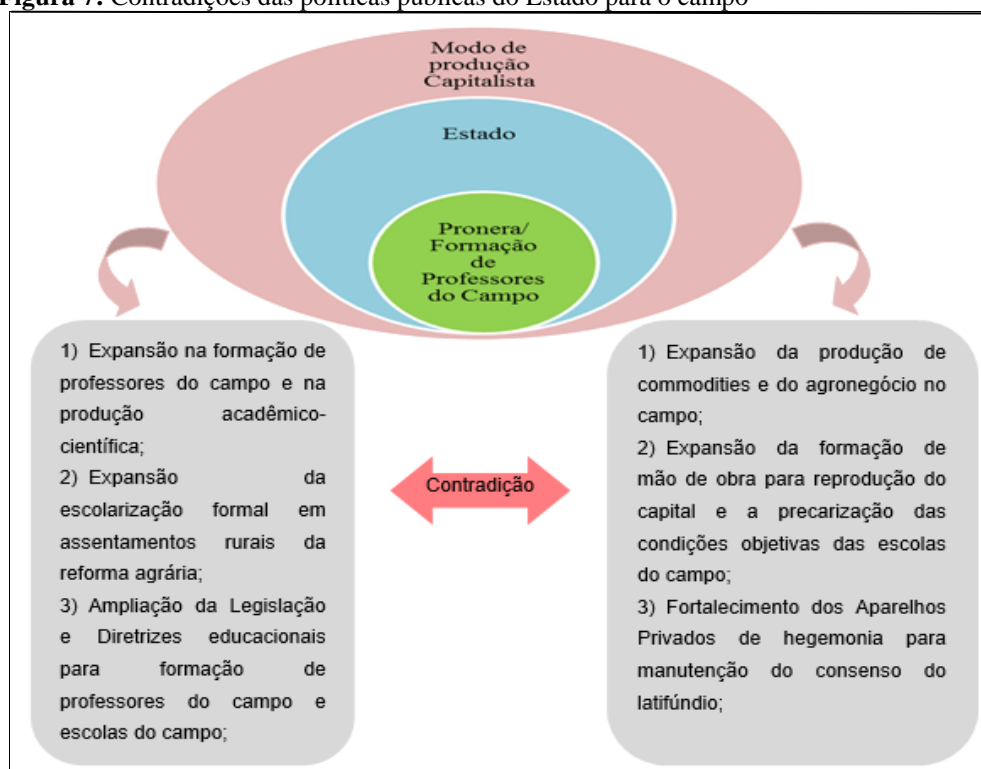 Figura 7: Contradições das políticas públicas do Estado para o campo
Modo de
produção
Capitalista
Estado
Pronera/
Formação
de
Professores
do Campo
1) Expansão na formação de
professores do campo e na
produção acadêmico-
científica;
2) Expansão da
escolarização formal em
assentamentos rurais da
reforma agrária;
3) Ampliação da Legislação
e Diretrizes educacionais
para formação de
professores do campo e
escolas do campo;
Contradição
1) Expansão da produção de
commodities e do agronegócio no
campo;
2) Expansão da formação de
mão de obra para reprodução do
capital e a precarização das
condições objetivas das escolas
do campo;
3) Fortalecimento dos Aparelhos
Privados de hegemonia para
manutenção do consenso do
latifúndio;